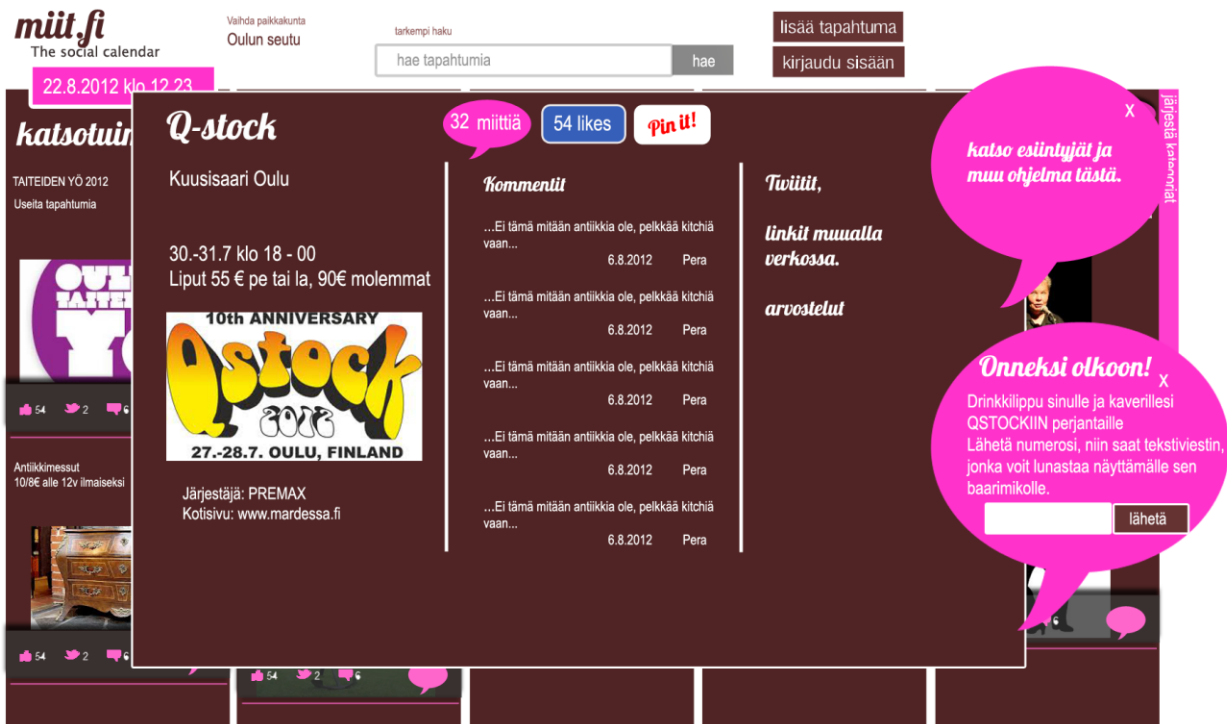 miit.fi
The social calendar
Vaihda paikkakunta
Oulun seutu
tarkempi haku
hae tapahtumia
hae
lisää tapahtuma
kirjaudu sisään
22.8.2012 klo 12.23
TAITEIDEN YÖ 2012
Useita tapahtumia
54 2 6
Antiikkimessut
10/8€ alle 12v ilmaiseksi
54 2 6
54 2 6
6
järjestä kategoriat
Q-stock
32 miittiä
54 likes
Pin it!
Kuusisaari Oulu
30.-31.7 klo 18 - 00
Liput 55 € pe tai la, 90€ molemmat
10th ANNIVERSARY
Qstock
2012
27.-28.7. OULU, FINLAND
Järjestäjä: PREMAX
Kotisivu: www.mardessa.fi
Kommentit
...Ei tämä mitään antiikkia ole, pelkkää kitchiä
vaan...
6.8.2012 Pera
...Ei tämä mitään antiikkia ole, pelkkää kitchiä
vaan...
6.8.2012 Pera
...Ei tämä mitään antiikkia ole, pelkkää kitchiä
vaan...
6.8.2012 Pera
...Ei tämä mitään antiikkia ole, pelkkää kitchiä
vaan...
6.8.2012 Pera
...Ei tämä mitään antiikkia ole, pelkkää kitchiä
vaan...
6.8.2012 Pera
Twiitit,
linkit muualla
verkossa.
arvostelut
X
katso esiintyjät ja
muu ohjelma tästä.
Onneksi olkoon!
X
Drinkkilippu sinulle ja kaverillesi
QSTOCKIIN perjantaille
Lähetä numerosi, niin saat tekstiviestin,
jonka voit lunastaa näyttämälle sen
baarimikolle.
lähetä